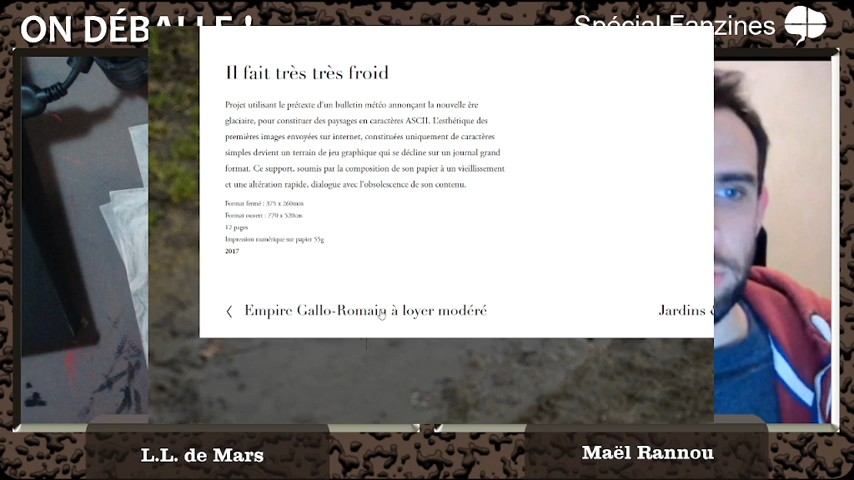 ON DÉBALLE !
Spécial Fanzines
Il fait très très froid
Projet utilisant le prétexte d'un bulletin météo annonçant la nouvelle ère
glaciaire, pour constituer des paysages en caractères ASCII. L'esthétique des
premières images envoyées sur internet, constituées uniquement de caractères
simples devient un terrain de jeu graphique qui se décline sur un journal grand
format. Ce support, soumis par la composition de son papier à un vieillissement
et une altération rapide, dialogue avec l'obsolescence de son contenu.
Format fermé : 375 x 260mm
Format ouvert : 770 x 520cm
12 pages
Impression numérique sur papier 55g
2017
Empire Gallo-Romain à loyer modéré
Jardins
L.L. de Mars
Maël Rannou